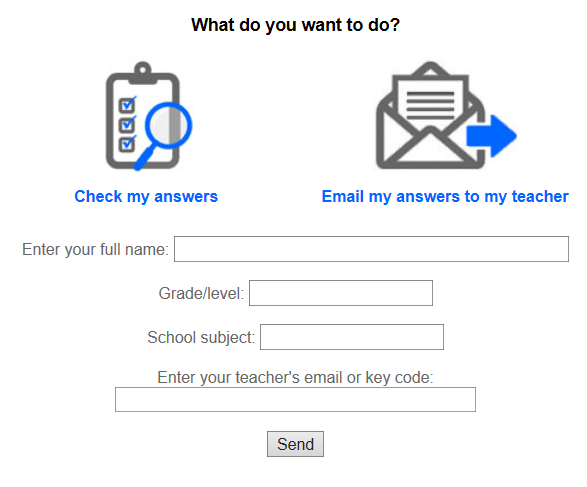 What do you want to do?
Check my answers
Email my answers to my teacher
Enter your full name:
Grade/level:
School subject:
Enter your teacher's email or key code:
Send